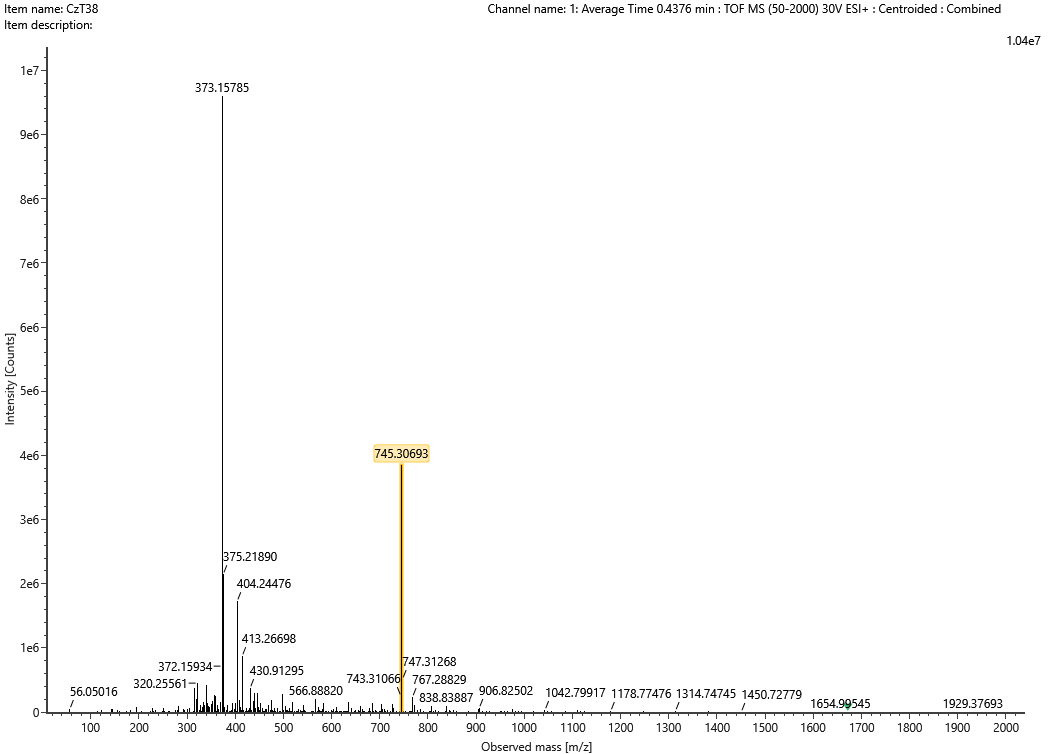 Item name: CzT38
Channel name: 1: Average Time 0.4376 min : TOF MS (50-2000) 30V ESI+ : Centroided : Combined
Item description:
1.04e7
1e7
373.15785
9e6
8e6
7e6
6e6
Intensity [Counts]
5e6
745.30693
4e6
3e6
375.21890
2e6
404.24476
1e6
413.26698
372.15934
430.91295
747.31268
743.31066
767.28829
320.25561
56.05016
566.88820
838.83887
906.82502
1042.79917
1178.77476
1314.74745
1450.72779
1654.99545
1929.37693
0
100 200 300 400 500 600 700 800 900 1000 1100 1200 1300 1400 1500 1600 1700 1800 1900 2000
Observed mass [m/z]